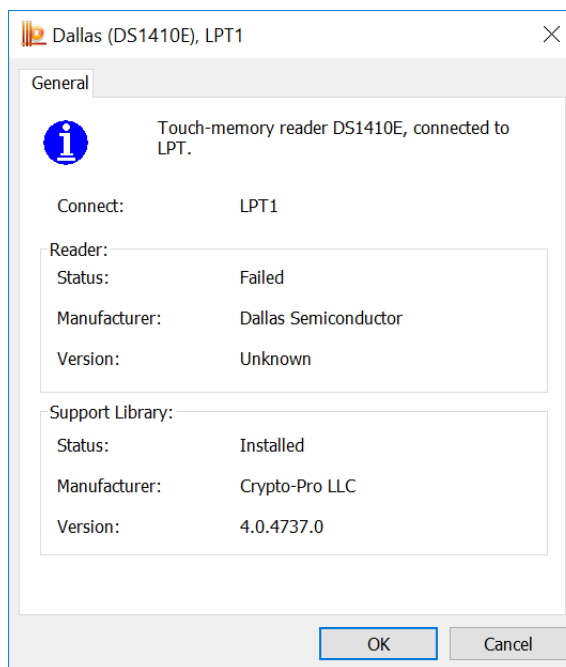 Dallas (DS1410E), LPT1
General
Touch-memory reader DS1410E, connected to
LPT.
Connect: LPT1
Reader:
Status: Failed
Manufacturer: Dallas Semiconductor
Version: Unknown
Support Library:
Status: Installed
Manufacturer: Crypto-Pro LLC
Version: 4.0.4737.0
OK Cancel